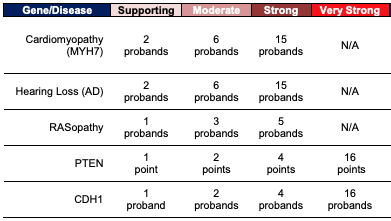 Gene/Disease Supporting Moderate Strong Very Strong
Cardiomyopathy (MYH7) 2 probands 6 probands 15 probands N/A
Hearing Loss (AD) 2 probands 6 probands 15 probands N/A
RASopathy 1 probands 3 probands 5 probands N/A
PTEN 1 point 2 points 4 points 16 points
CDH1 1 proband 2 probands 4 probands 16 probands